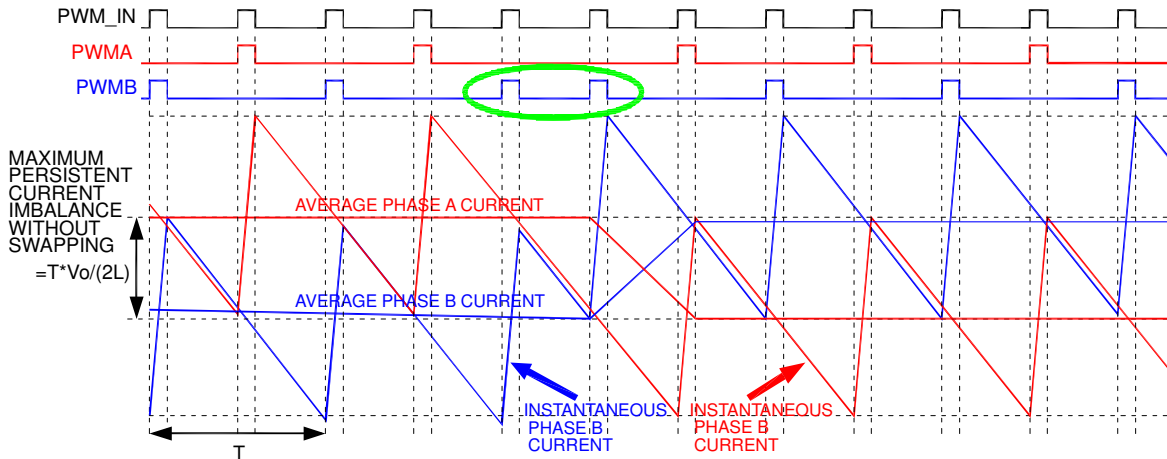 PWM_IN
PWMA
PWMB
MAXIMUM
PERSISTENT
CURRENT
IMBALANCE
WITHOUT
SWAPPING
=T*Vo/(2L)
AVERAGE PHASE A CURRENT
AVERAGE PHASE B CURRENT
INSTANTANEOUS
PHASE B
CURRENT
INSTANTANEOUS
PHASE B
CURRENT
T